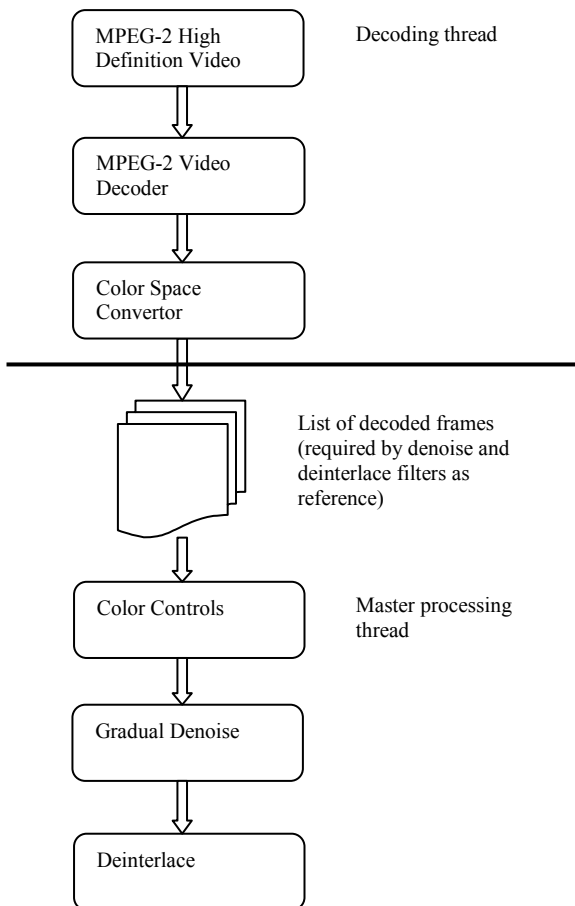 MPEG-2 High
Definition Video
Decoding thread
MPEG-2 Video
Decoder
Color Space
Convertor
List of decoded frames
(required by denoise and
deinterlace filters as
reference)
Color Controls
Master processing
thread
Gradual Denoise
Deinterlace